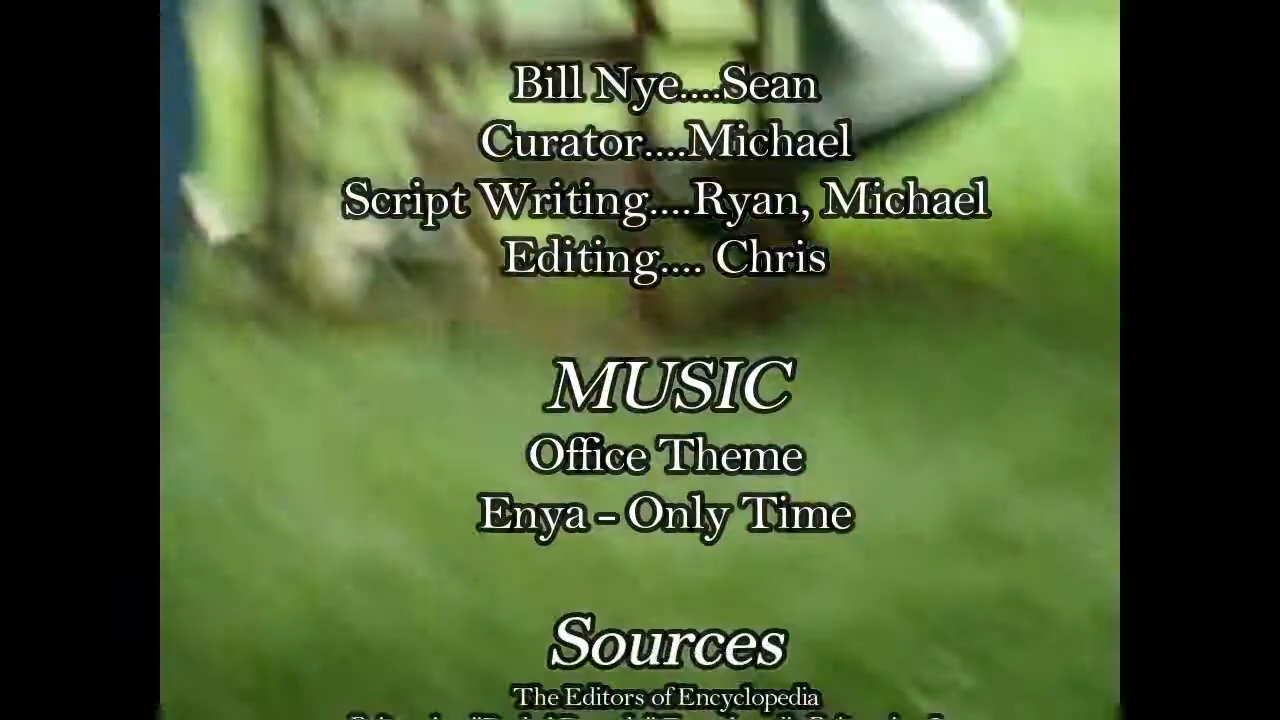 Bill Nye....Sean
Curator....Michael
Script Writing....Ryan, Michael
Editing.... Chris
MUSIC
Office Theme
Enya - Only Time
Sources
The Editors of Encyclopedia